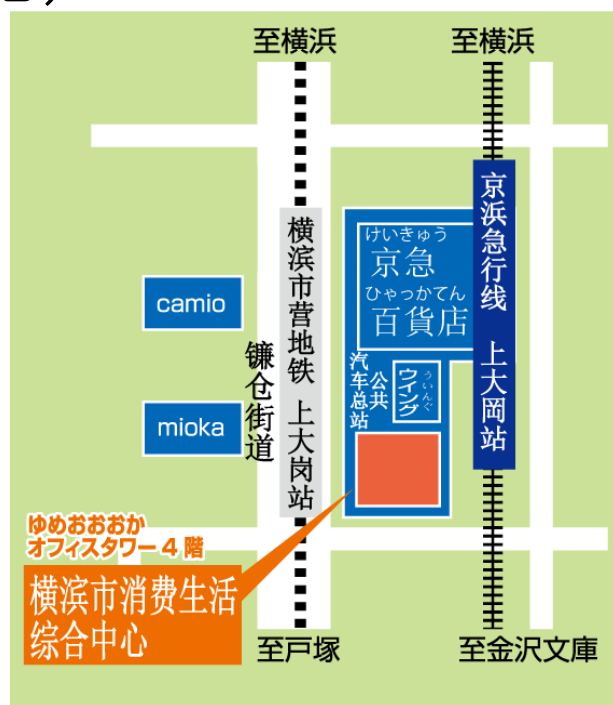 至横浜
至横浜
京浜急行线 上大岡站
横滨市营地铁 上大岗站
けいきゅう
京急
ひゃっかてん
百貨店
camio
镰仓街道
汽车总站
公共
ウイング
ういんぐ
mioka
ゆめおおおか
オフィスタワー4階
横滨市消费生活
综合中心
至戸塚
至金沢文庫